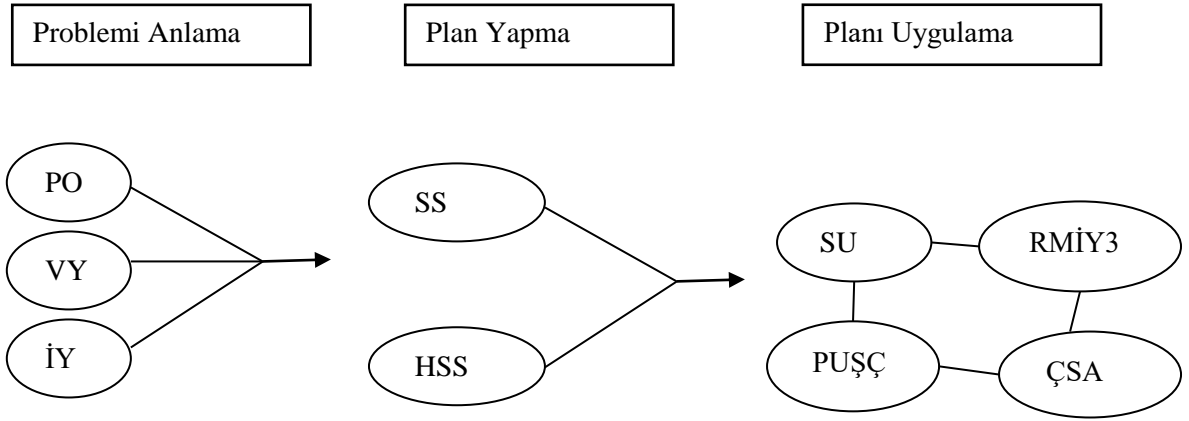 Problemi Anlama
Plan Yapma
Planı Uygulama
PO
VY
İY
SS
HSS
SU
RMİY3
PUŞÇ
ÇSA